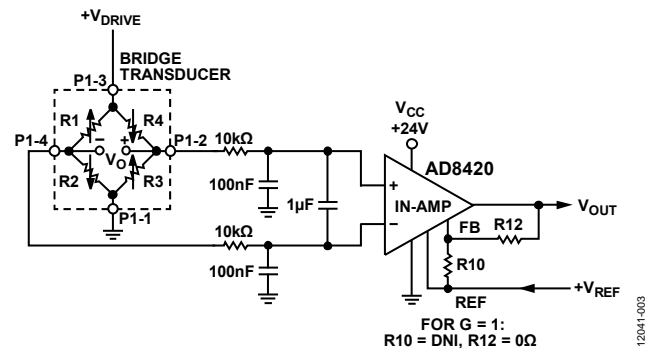 +VDRIVE
BRIDGE
TRANSDUCER
P1-3
R1
R4
P1-4
− VO +
P1-2
R2
R3
P1-1
10kΩ
100nF
1µF
10kΩ
100nF
VCC
+24V
AD8420
+
IN-AMP
−
FB
R12
VOUT
R10
REF
+VREF
FOR G = 1:
R10 = DNI, R12 = 0Ω
12041-003